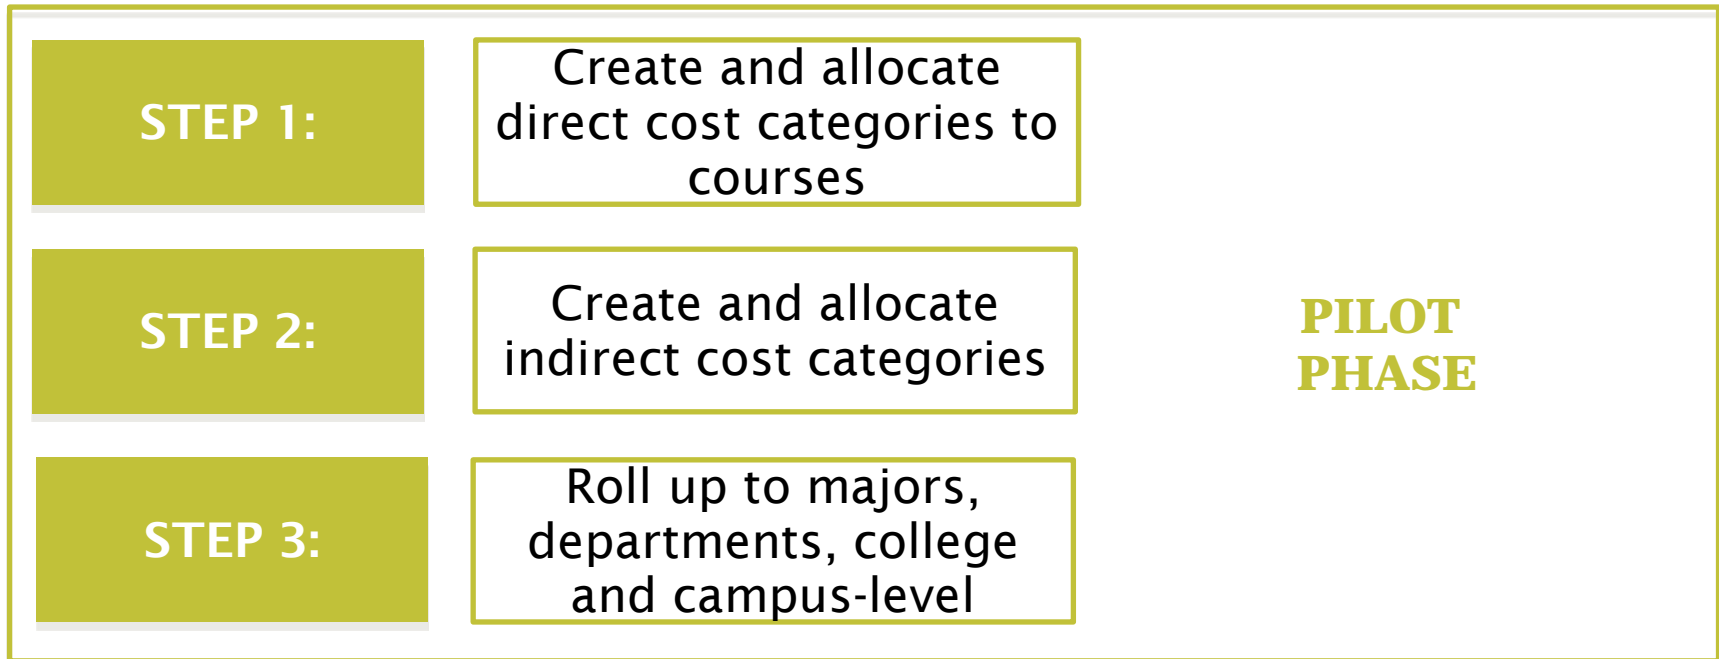 STEP 1:
Create and allocate
direct cost categories to
courses
STEP 2:
Create and allocate
indirect cost categories
STEP 3:
Roll up to majors,
departments, college
and campus-level
PILOT
PHASE